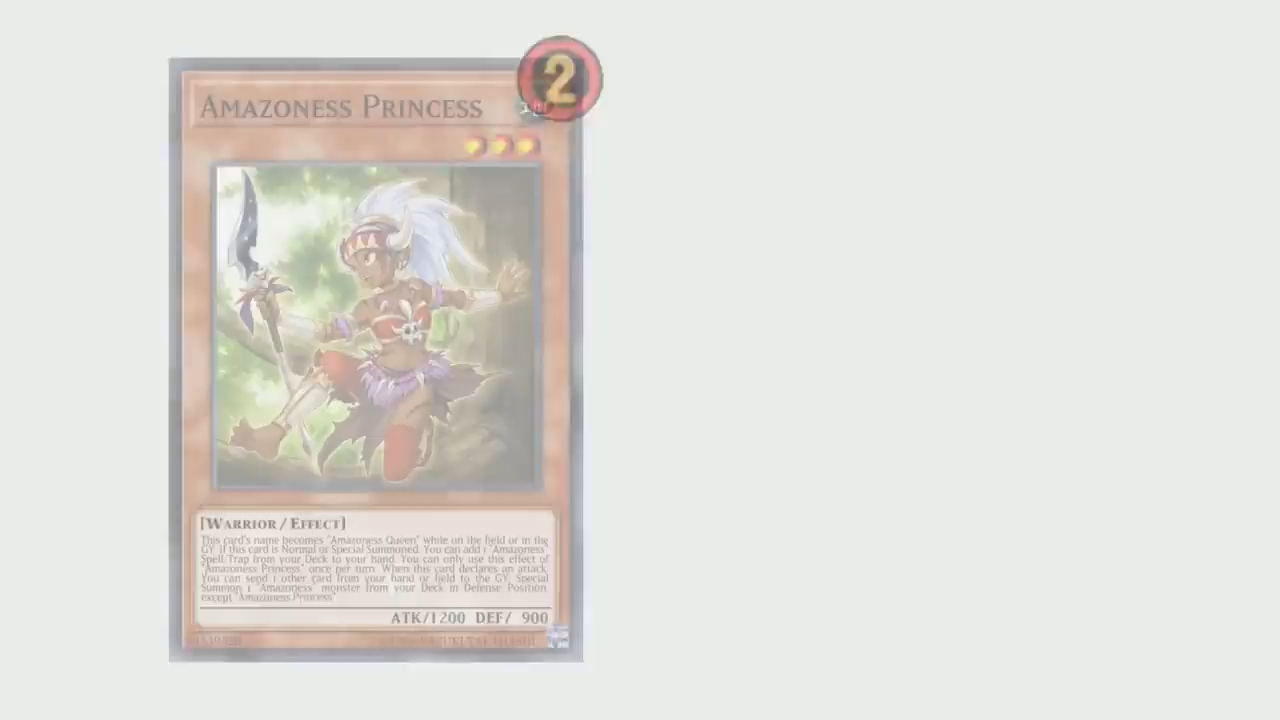 2
AMAZONESS PRINCESS
[WARRIOR / EFFECT]
This card's name becomes "Amazoness Queen" while on the field or in the
GY. If this card is Normal or Special Summoned: You can add 1 "Amazoness"
Spell/Trap from your Deck to your hand. You can only use this effect of
"Amazoness Princess" once per turn. When this card declares an attack:
You can send 1 other card from your hand or field to the GY; Special
Summon 1 "Amazoness" monster from your Deck in Defense Position,
except "Amazoness Princess".
ATK/1200 DEF/ 900